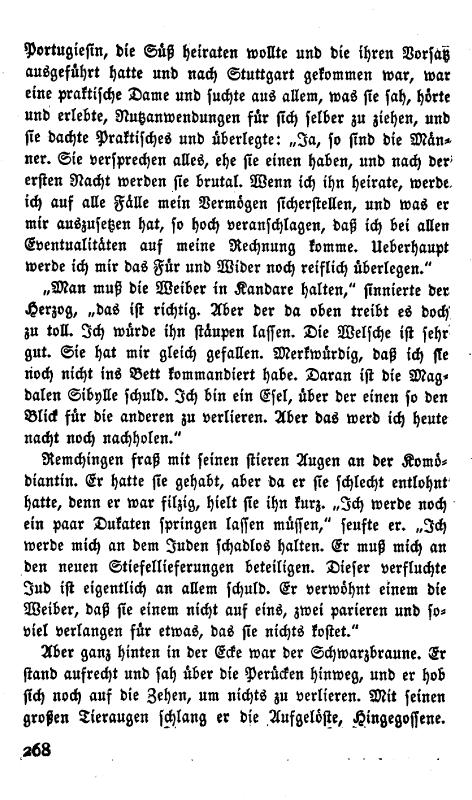 Portugiesin, die Süß heiraten wollte und die ihren Vorsatz
ausgeführt hatte und nach Stuttgart gekommen war, war
eine praktische Dame und suchte aus allem, was sie sah, hörte
und erlebte, Nutzanwendungen für sich selber zu ziehen, und
sie dachte Praktisches und überlegte: „Ja, so sind die Män-
ner. Sie versprechen alles, ehe sie einen haben, und nach der
ersten Nacht werden sie brutal. Wenn ich ihn heirate, werde
ich auf alle Fälle mein Vermögen sicherstellen, und was er
mir auszusetzen hat, so hoch veranschlagen, daß ich bei allen
Eventualitäten auf meine Rechnung komme. Ueberhaupt
werde ich mir das Für und Wider noch reiflich überlegen.“
„Man muß die Weiber in Kandare halten,“ sinnierte der
Herzog, „das ist richtig. Aber der da oben treibt es doch
zu toll. Ich würde ihn stäupen lassen. Die Welsche ist sehr
gut. Sie hat mir gleich gefallen. Merkwürdig, daß ich sie
noch nicht ins Bett kommandiert habe. Daran ist die Mag-
dalen Sibylle schuld. Ich bin ein Esel, über der einen so den
Blick für die anderen zu verlieren. Aber das werd ich heute
nacht noch nachholen.“
Remchingen fraß mit seinen stieren Augen an der Komö-
diantin. Er hatte sie gehabt, aber da er sie schlecht entlohnt
hatte, denn er war filzig, hielt sie ihn kurz. „Ich werde noch
ein paar Dukaten springen lassen müssen,“ seufte er. „Ich
werde mich an dem Juden schadlos halten. Er muß mich an
den neuen Stiefellieferungen beteiligen. Dieser verfluchte
Jud ist eigentlich an allem schuld. Er verwöhnt einem die
Weiber, daß sie einem nicht auf eins, zwei parieren und so-
viel verlangen für etwas, das sie nichts kostet.“
Aber ganz hinten in der Ecke war der Schwarzbraune. Er
stand aufrecht und sah über die Perücken hinweg, und er hob
sich noch auf die Zehen, um nichts zu verlieren. Mit seinen
großen Tieraugen schlang er die Aufgelöste, Hingegossene.
268